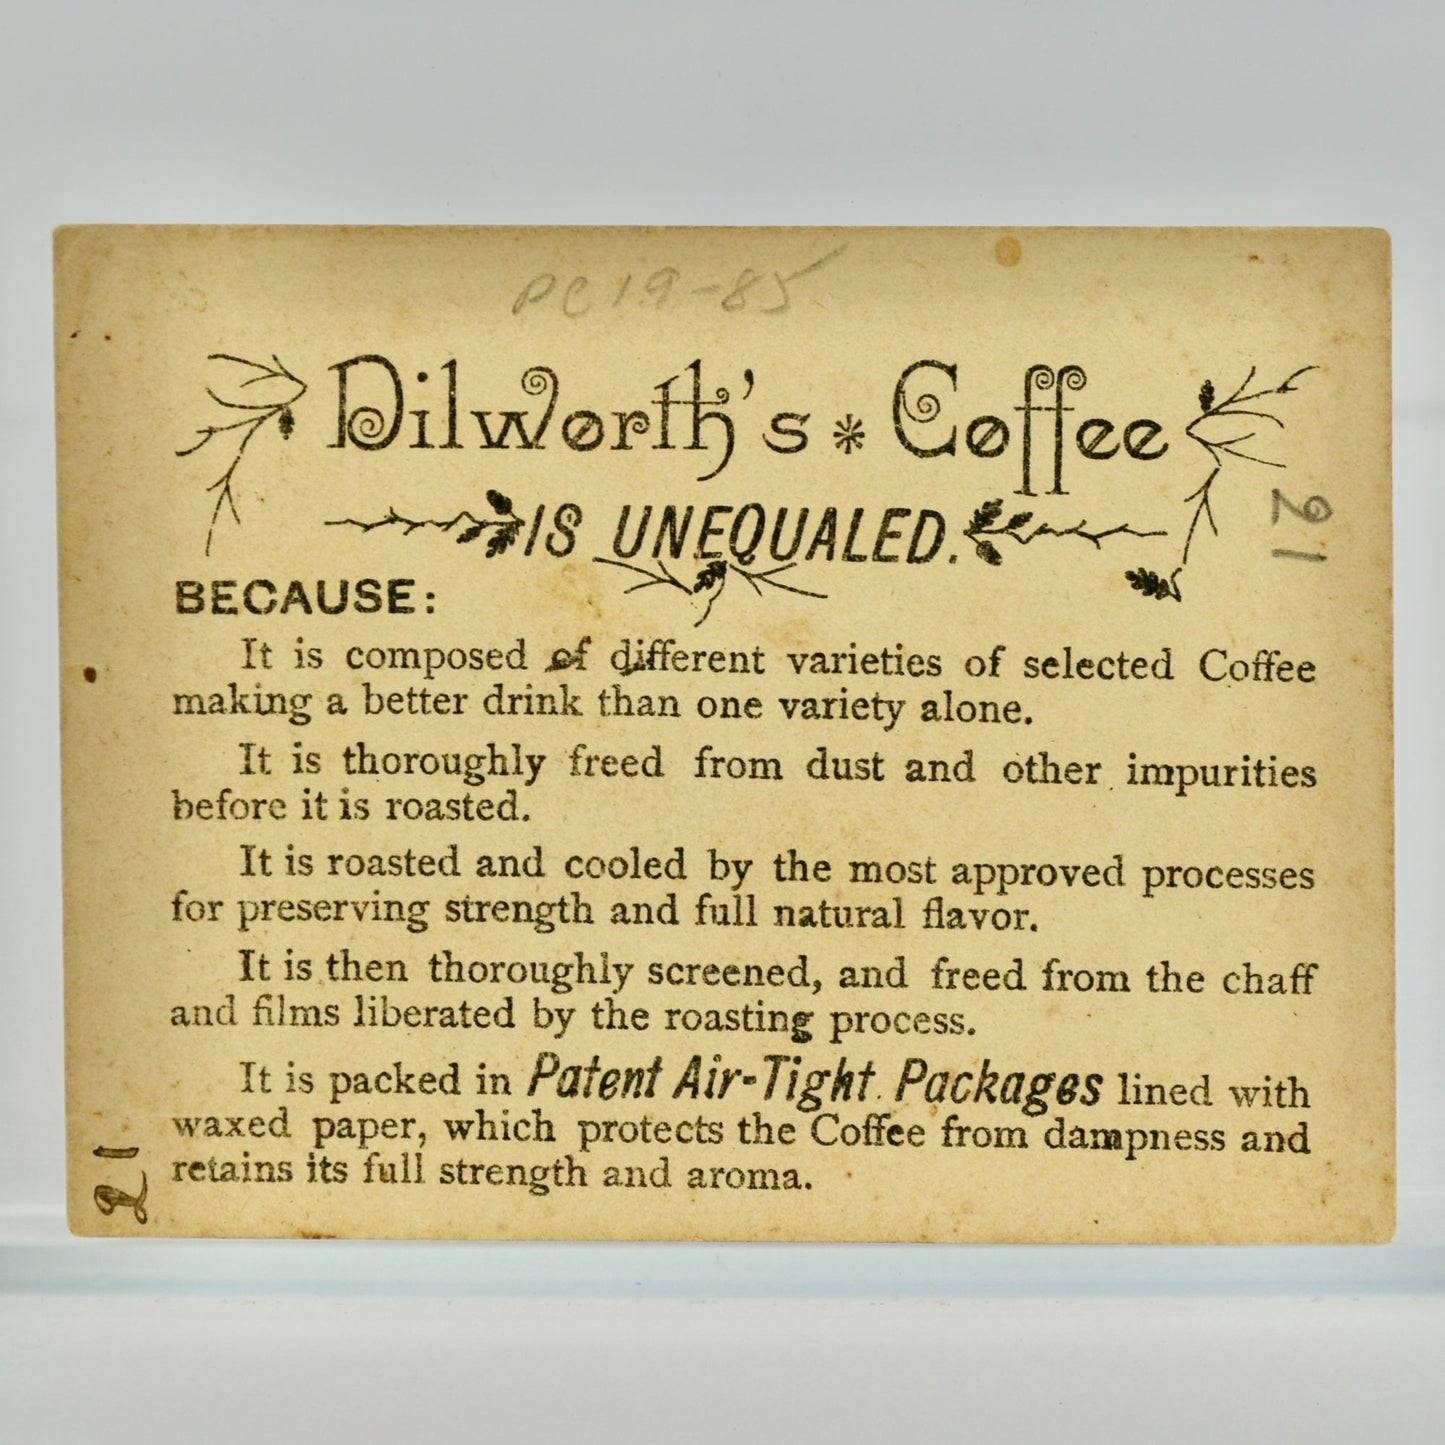 PC19-85
Dilworth's * Coffee
IS UNEQUALED.
21
BECAUSE:
It is composed of different varieties of selected Coffee
making a better drink than one variety alone.
It is thoroughly freed from dust and other impurities
before it is roasted.
It is roasted and cooled by the most approved processes
for preserving strength and full natural flavor.
It is then thoroughly screened, and freed from the chaff
and films liberated by the roasting process.
It is packed in Patent Air-Tight Packages lined with
waxed paper, which protects the Coffee from dampness and
retains its full strength and aroma.
21